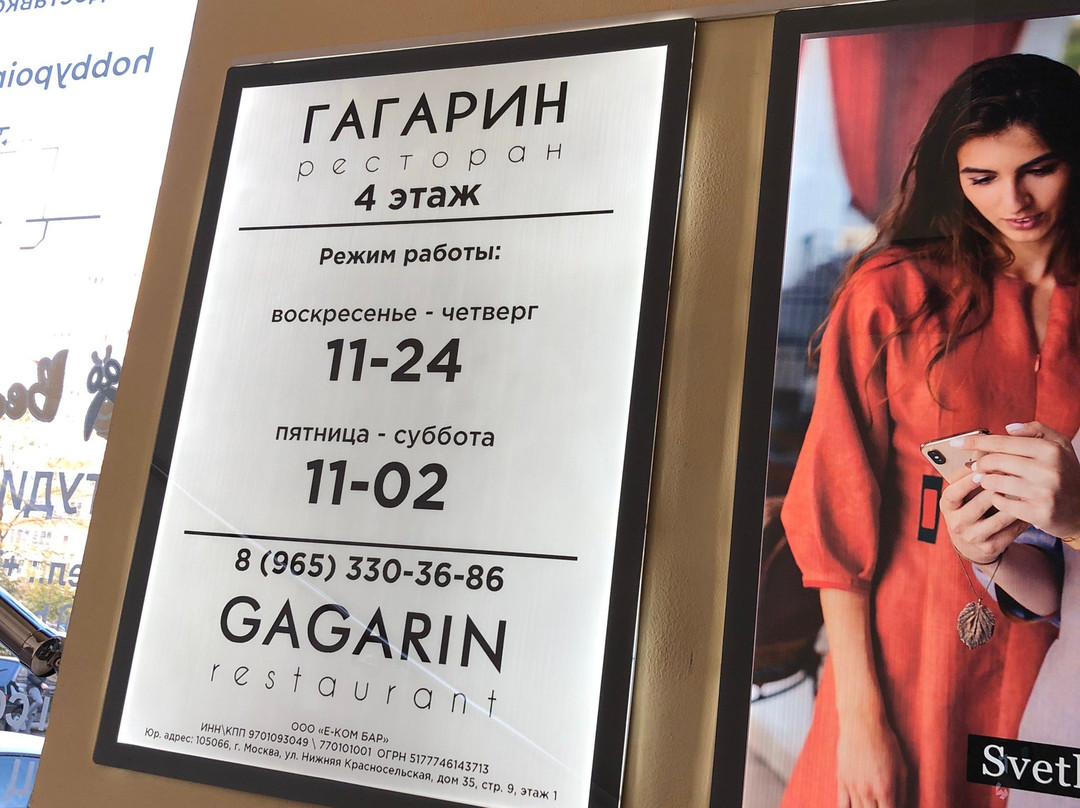 ГАГАРИН
ресторан
4 этаж
Режим работы:
воскресенье - четверг
11-24
пятница - суббота
11-02
8 (965) 330-36-86
GAGARIN
restaurant
ООО «Е-КОМ БАР»
ИНН\КПП 9701093049 \ 770101001 ОГРН 5177746143713
Юр. адрес: 105066, г. Москва, ул. Нижняя Красносельская, дом 35, стр. 9, этаж 1
hobbypoi
Svetl